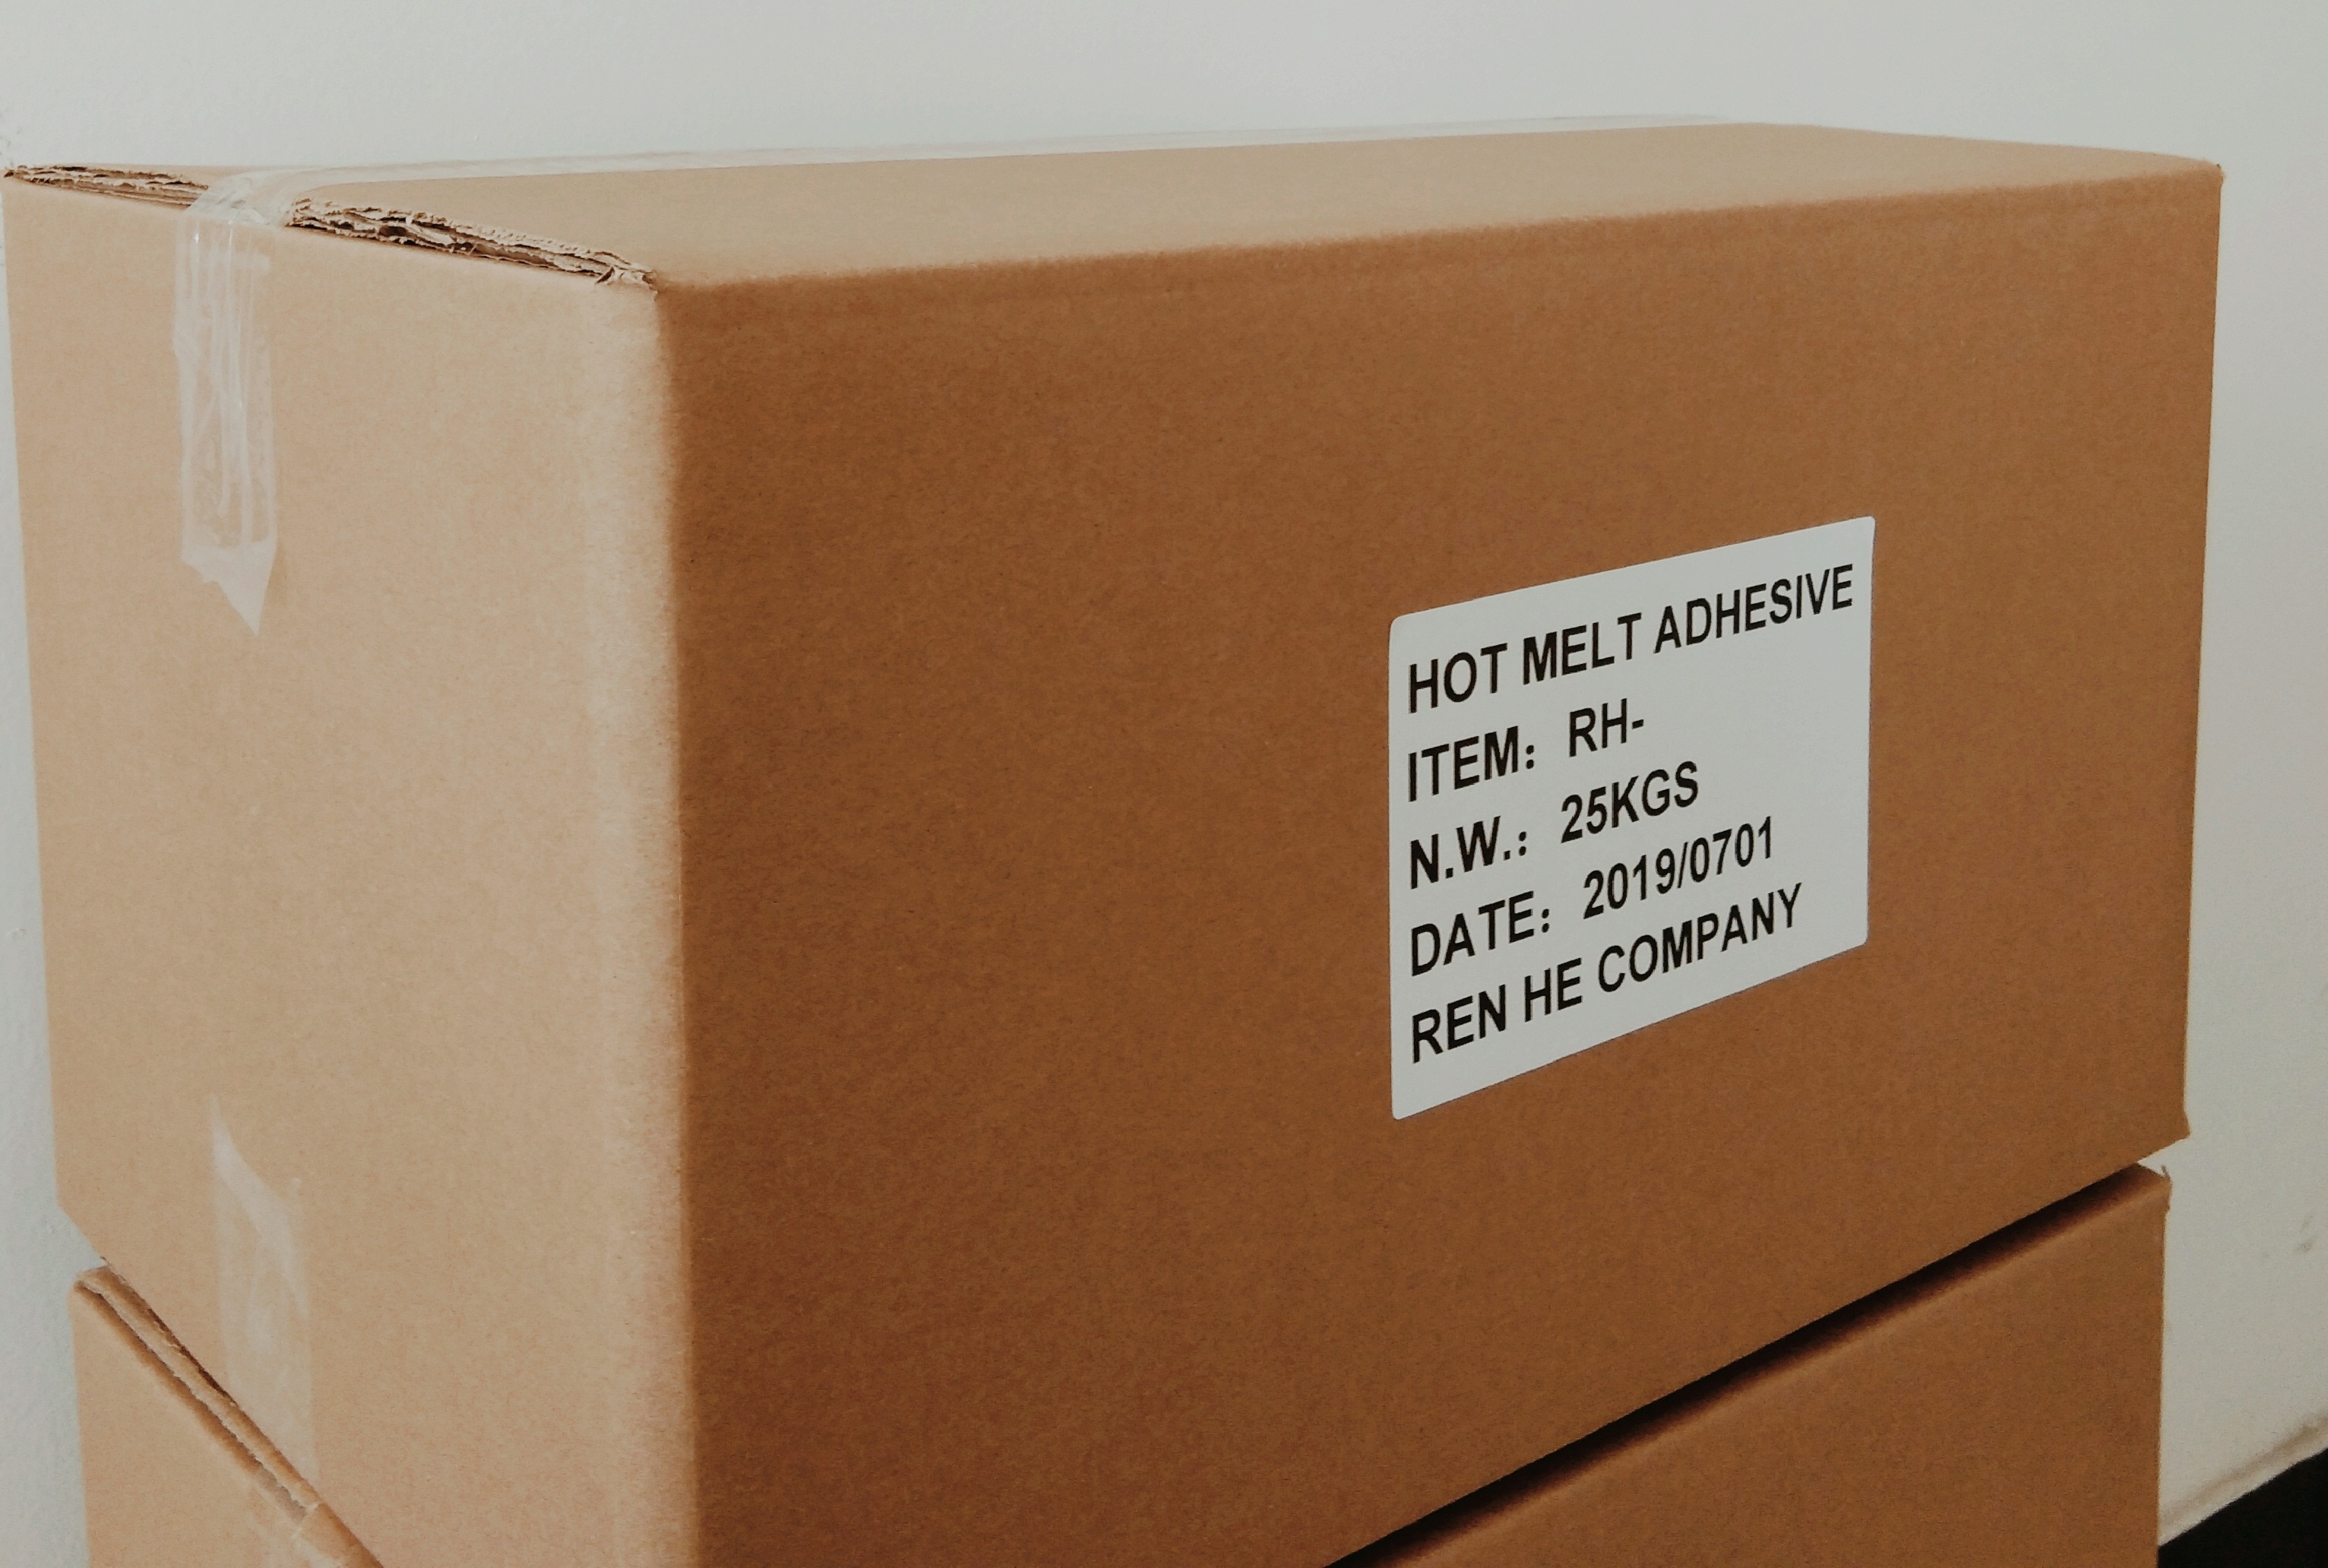 HOT MELT ADHESIVE
ITEM: RH-
N.W.: 25KGS
DATE: 2019/0701
REN HE COMPANY